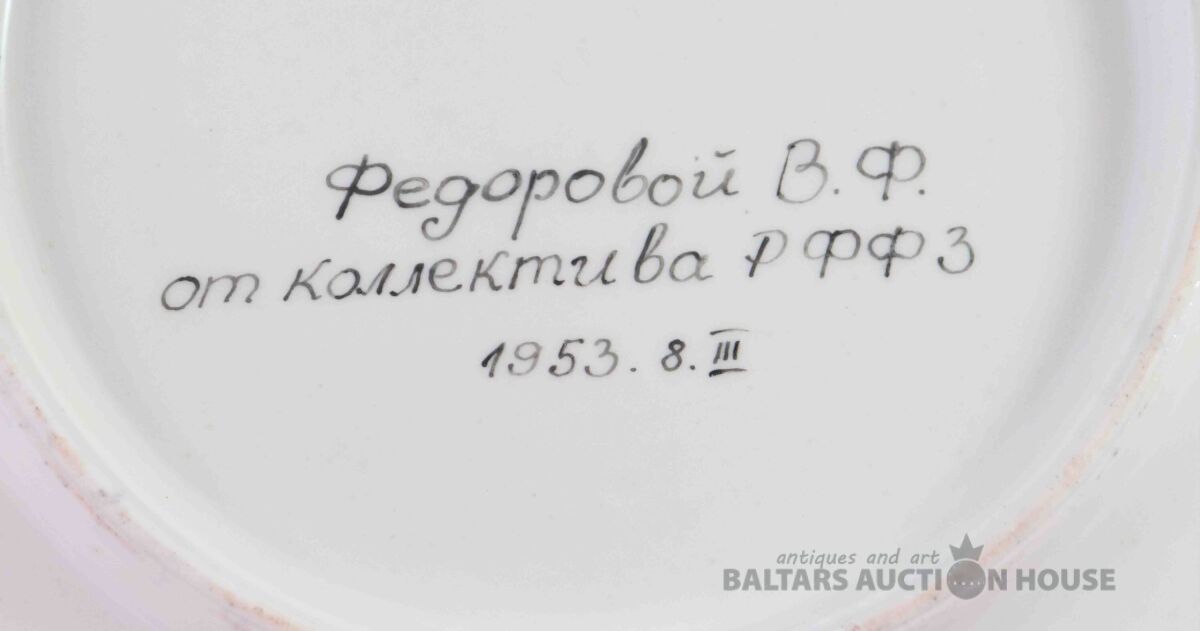 Федоровой В. Ф.
от коллектива РФФЗ
1953. 8. III
antiques and art
BALTARS AUCTION HOUSE